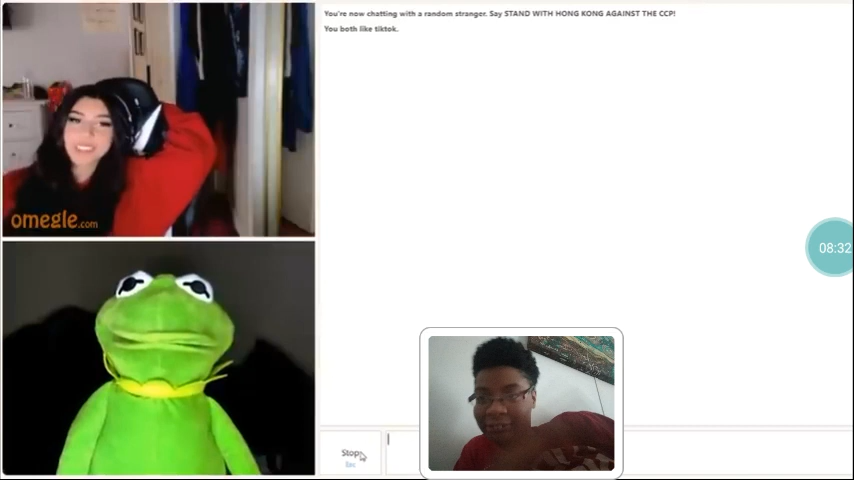 You're now chatting with a random stranger. Say STAND WITH HONG KONG AGAINST THE CCP!
You both like tiktok.
omegle.com
08:32
Stop
Esc